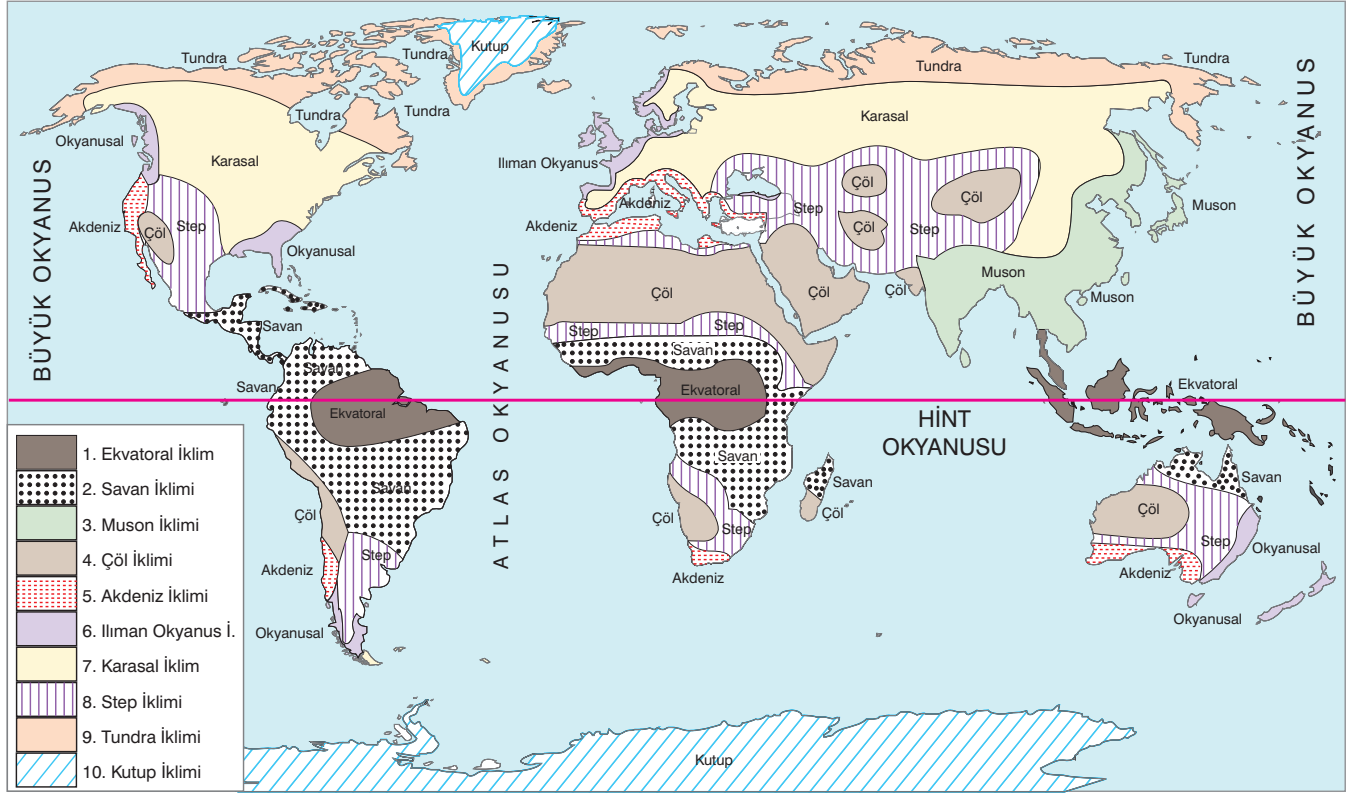 Kutup
Tundra
Tundra
Tundra
Tundra
Tundra
Tundra
Okyanusal
Karasal
Karasal
Ilıman Okyanus
BÜYÜK OKYANUS
BÜYÜK OKYANUS
Akdeniz
Çöl
Step
Okyanusal
Akdeniz
Akdeniz
Step
Çöl
Çöl
Çöl
Step
Muson
Muson
Muson
Çöl
Çöl
Çöl
Step
Step
Savan
Savan
Savan
Savan
Savan
ATLAS OKYANUSU
Ekvatoral
Ekvatoral
Ekvatoral
HİNT
OKYANUSU
Savan
Savan
Savan
Çöl
Çöl
Step
Akdeniz
Çöl
Step
Akdeniz
Okyanusal
Savan
Çöl
Step
Okyanusal
Akdeniz
Okyanusal
Kutup
1. Ekvatoral İklim
2. Savan İklimi
3. Muson İklimi
4. Çöl İklimi
5. Akdeniz İklimi
6. Ilıman Okyanus İ.
7. Karasal İklim
8. Step İklimi
9. Tundra İklimi
10. Kutup İklimi